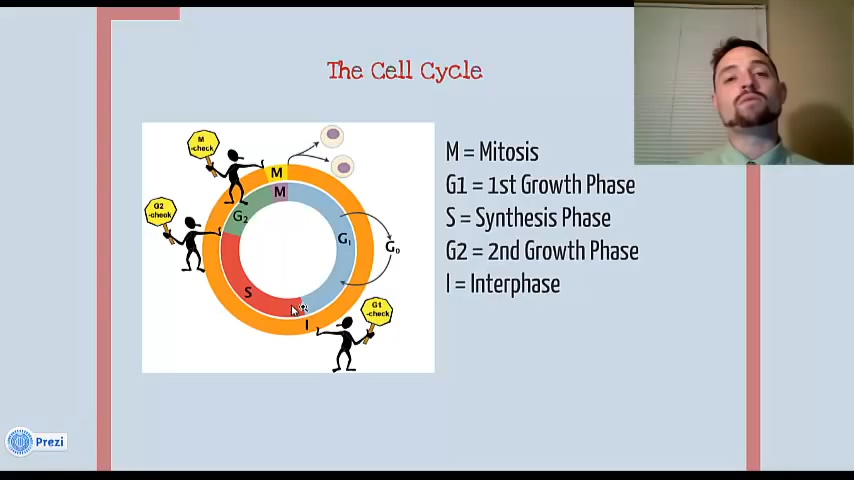 The Cell Cycle
M
-check
G2
-check
M
M
G2
G1
G0
S
I
G1
-check
M = Mitosis
G1 = 1st Growth Phase
S = Synthesis Phase
G2 = 2nd Growth Phase
I = Interphase
Prezi